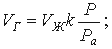 V_Г = V_Ж k P / P_a ;